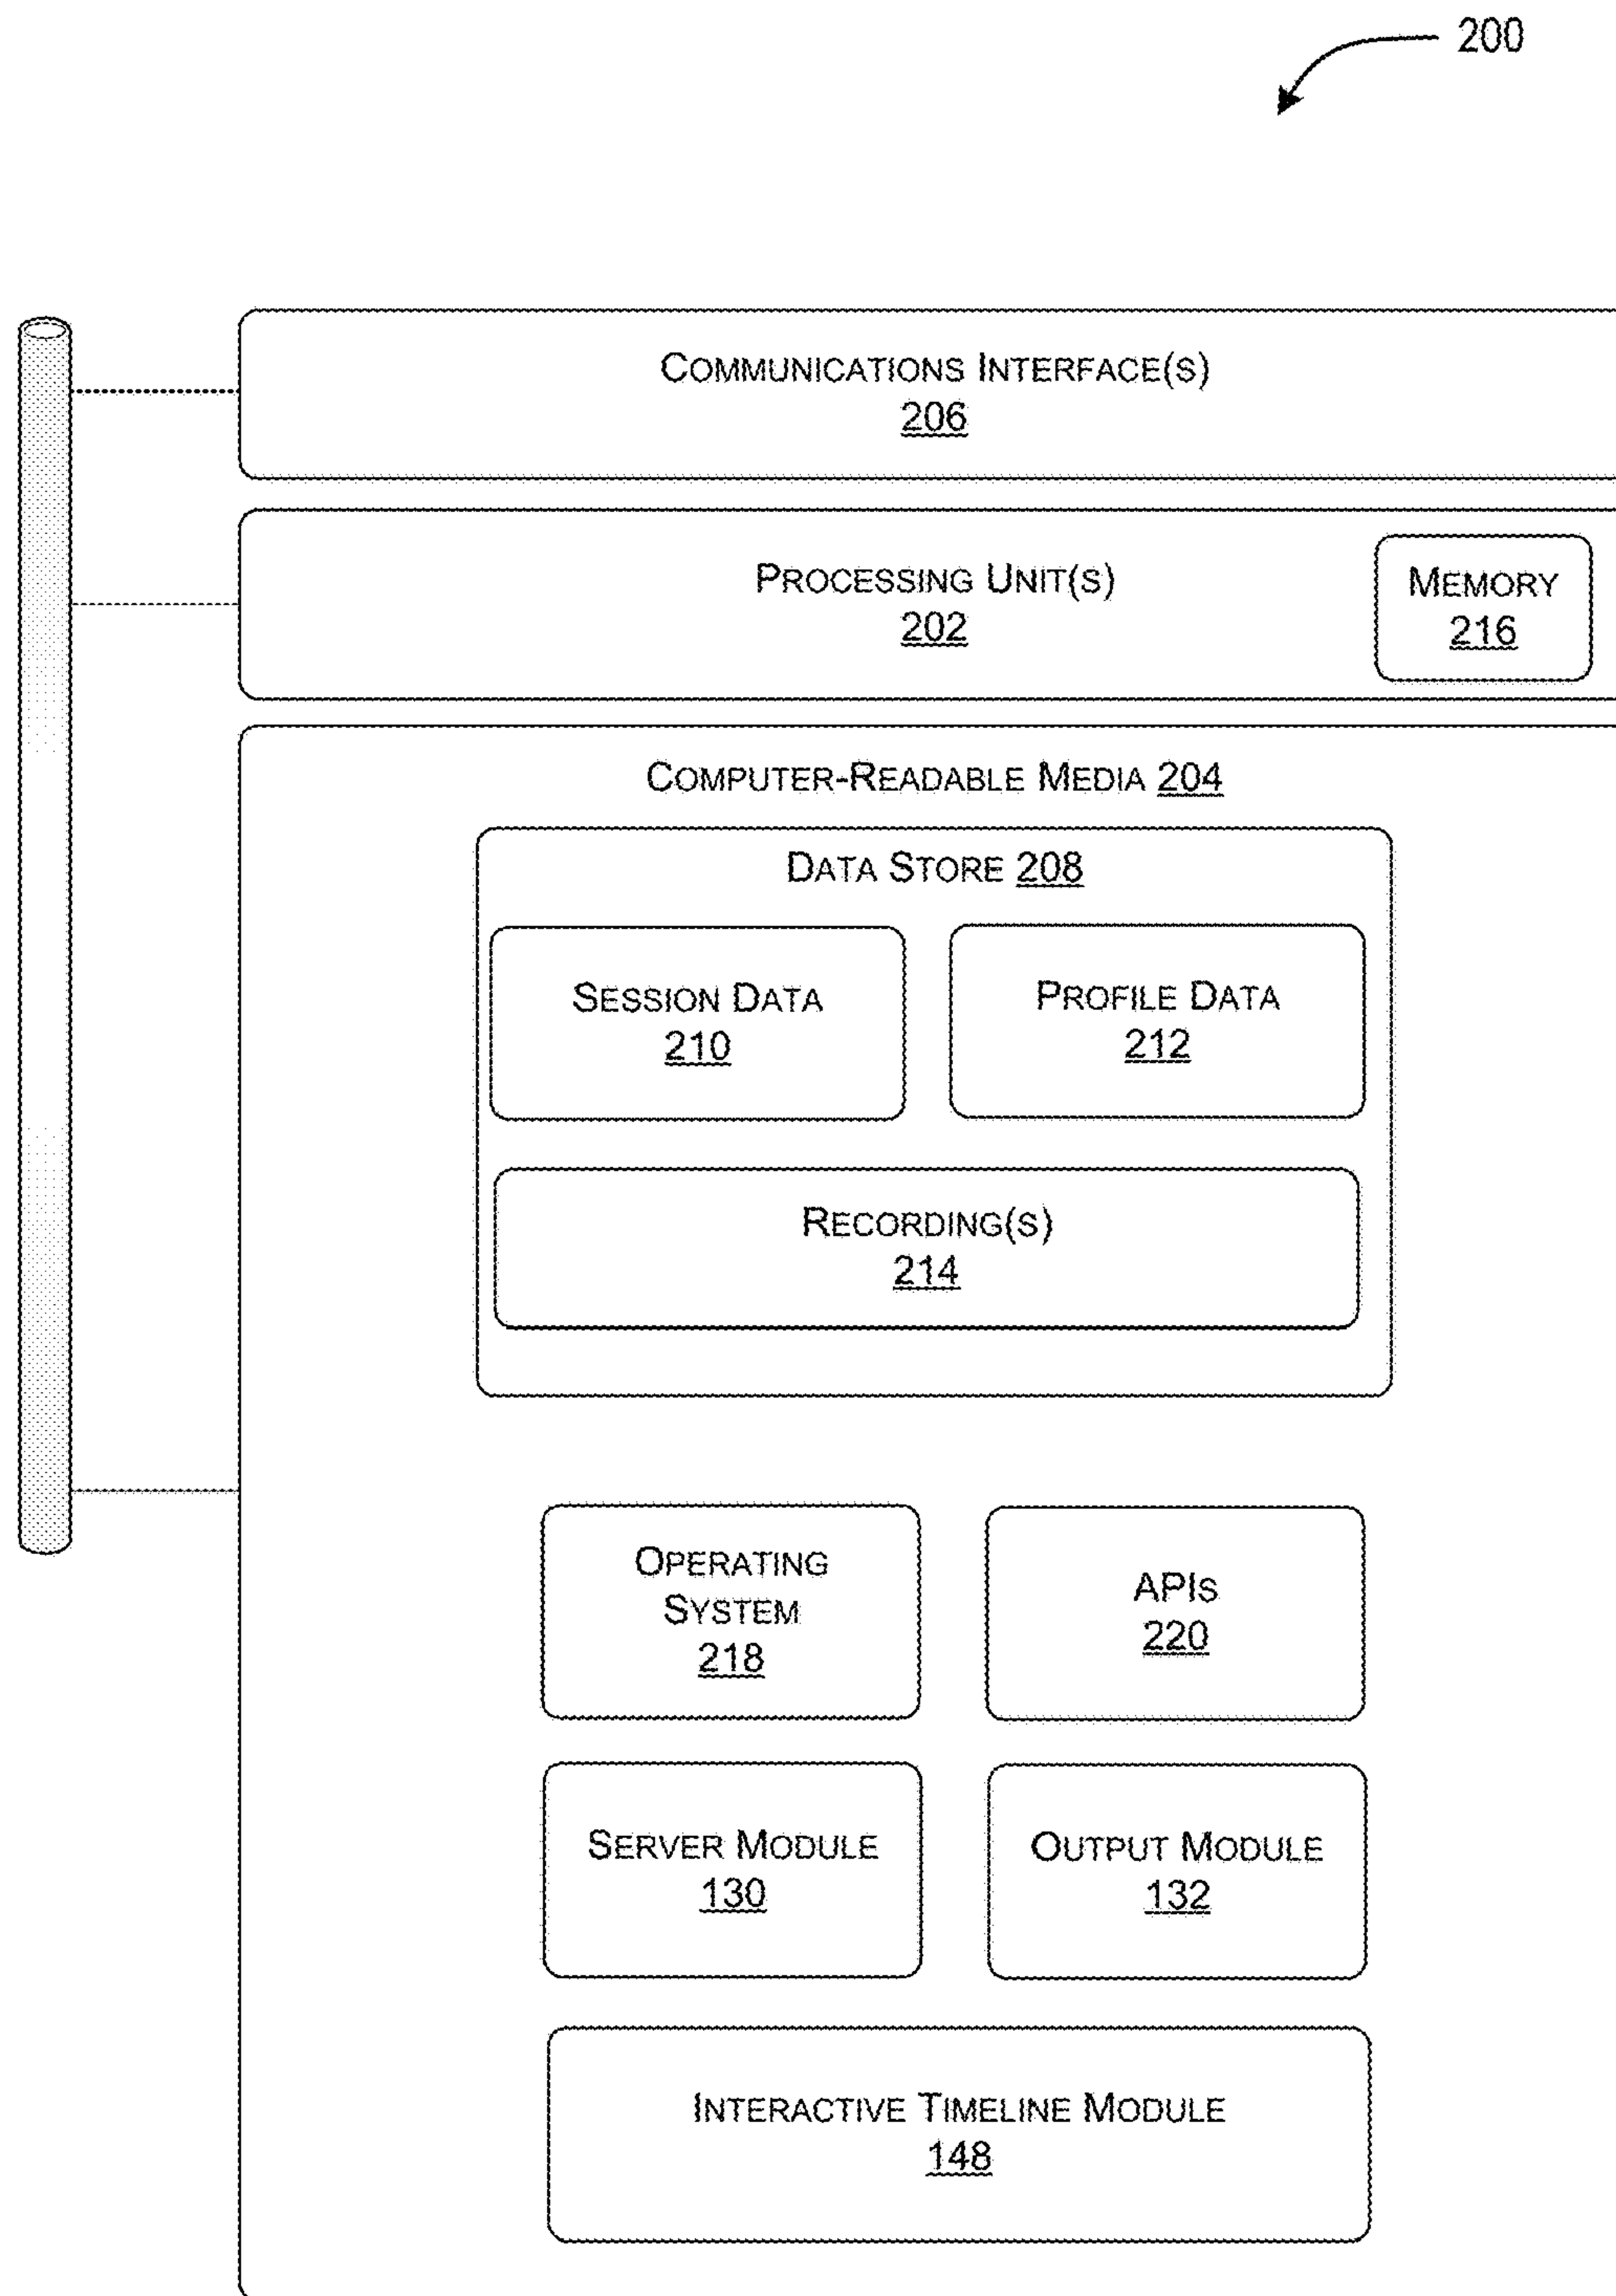 200
COMMUNICATIONS INTERFACE(S)
206
PROCESSING UNIT(S)
202
MEMORY
216
COMPUTER-READABLE MEDIA 204
DATA STORE 208
SESSION DATA
210
PROFILE DATA
212
RECORDING(S)
214
OPERATING
SYSTEM
218
APIS
220
SERVER MODULE
130
OUTPUT MODULE
132
INTERACTIVE TIMELINE MODULE
148